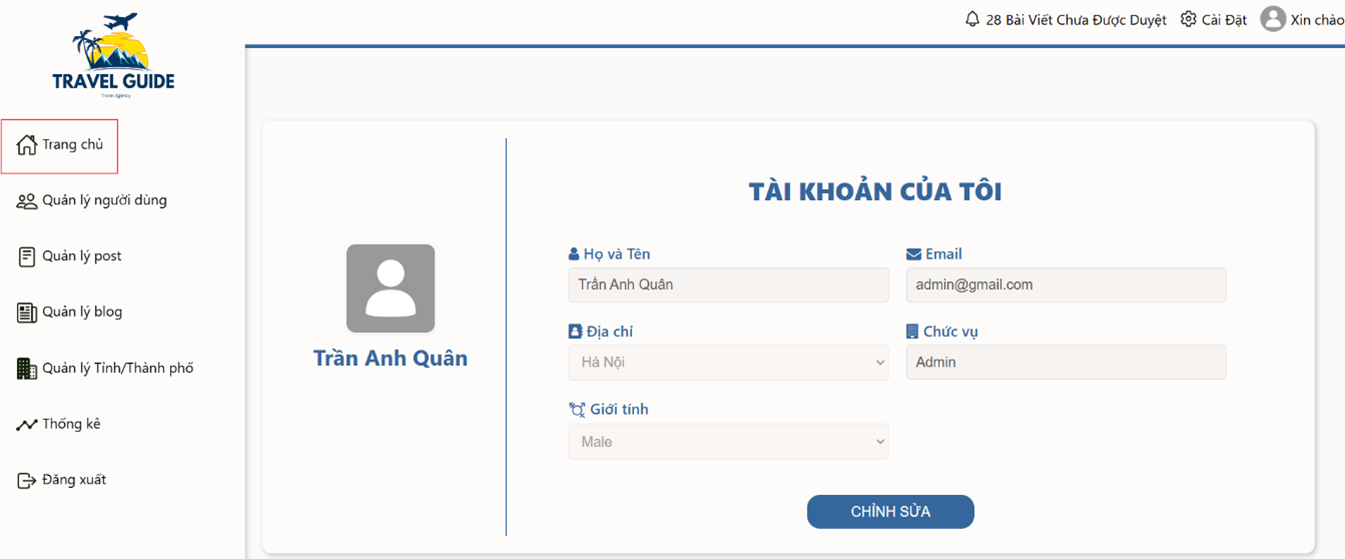 28 Bài Viết Chưa Được Duyệt
Cài Đặt
Xin chào
TRAVEL GUIDE
Travel Agency
Trang chủ
Quản lý người dùng
Quản lý post
Quản lý blog
Quản lý Tỉnh/Thành phố
Thống kê
Đăng xuất
Trần Anh Quân
TÀI KHOẢN CỦA TÔI
Họ và Tên
Email
Trần Anh Quân
admin@gmail.com
Địa chỉ
Chức vụ
Hà Nội
Admin
Giới tính
Male
CHỈNH SỬA